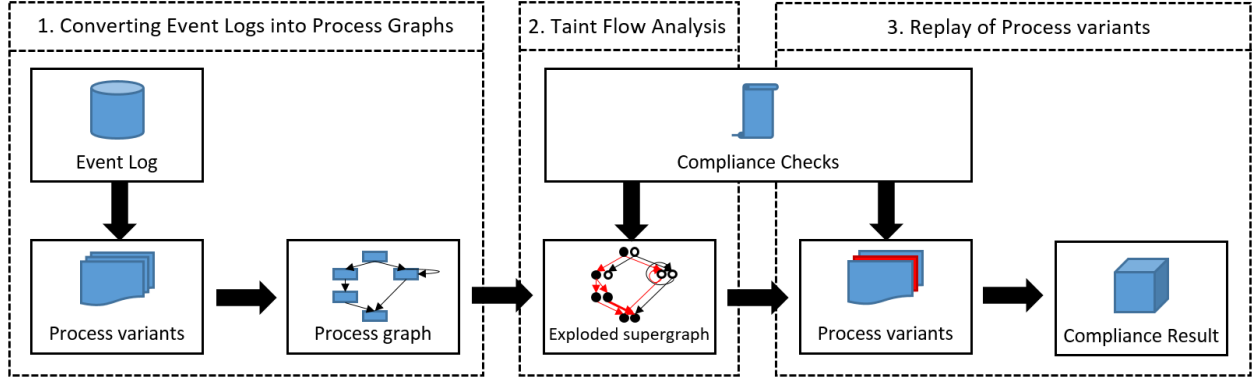 1. Converting Event Logs into Process Graphs
2. Taint Flow Analysis
3. Replay of Process variants
Event Log
Compliance Checks
Process variants
Process graph
Exploded supergraph
Process variants
Compliance Result